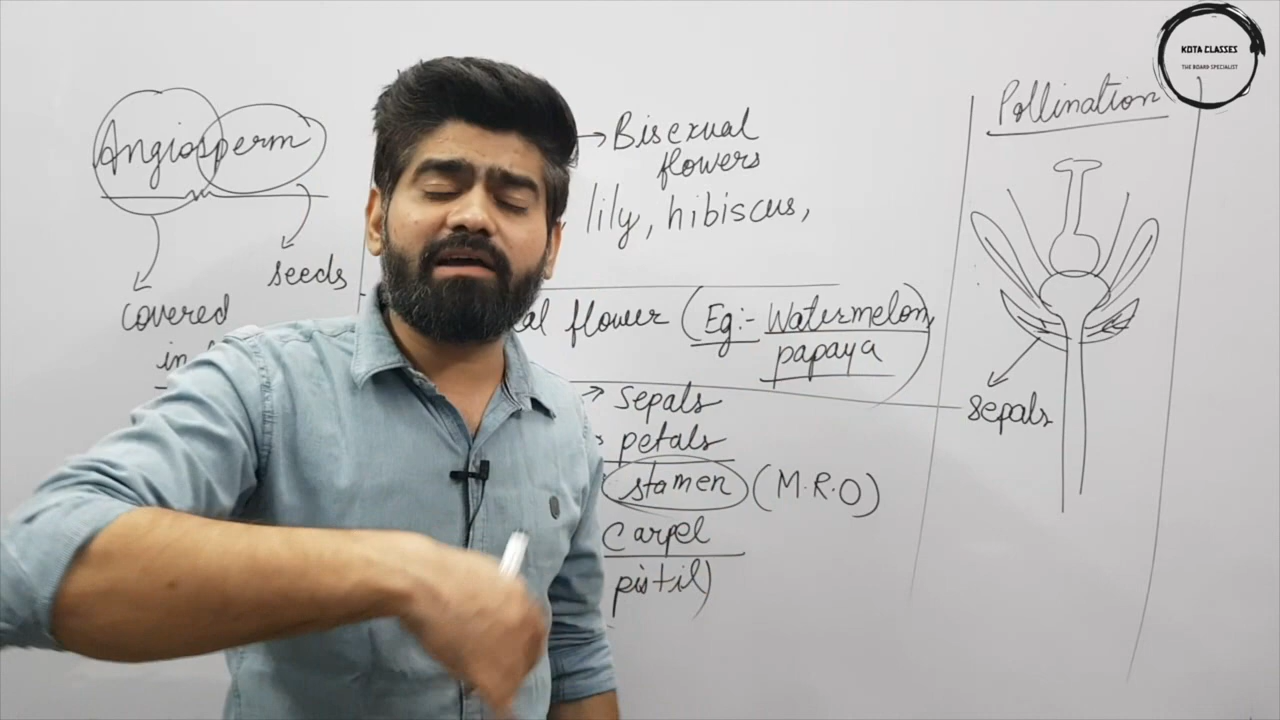 KOTA CLASSES
THE BOARD SPECIALIST
Angiosperm
seeds
covered
in
→ Bisexual
flowers
lily, hibiscus,
al flower (Eg:- Watermelon,
papaya
→ sepals
petals
stamen (M.R.O)
Carpel
pistil)
Pollination
sepals